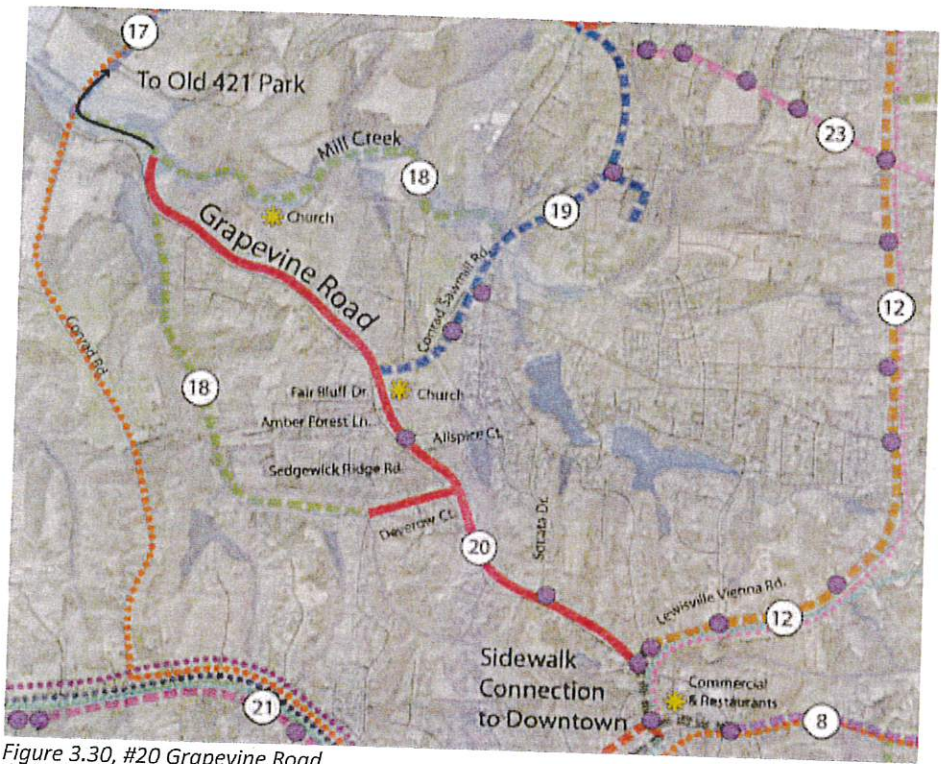 17
To Old 421 Park
23
Mill Creek
18
19
Church
Grapevine Road
Conrad Sawmill Rd.
12
Conrad Rd.
18
Fair Bluff Dr.
Church
Amber Forest Ln.
Allspice Ct.
Sedgewick Ridge Rd.
Deverow Ct.
Sonata Dr.
20
Lewisville Vienna Rd.
12
Sidewalk
Connection
to Downtown
Commercial
& Restaurants
21
8
Figure 3.30, #20 Grapevine Road